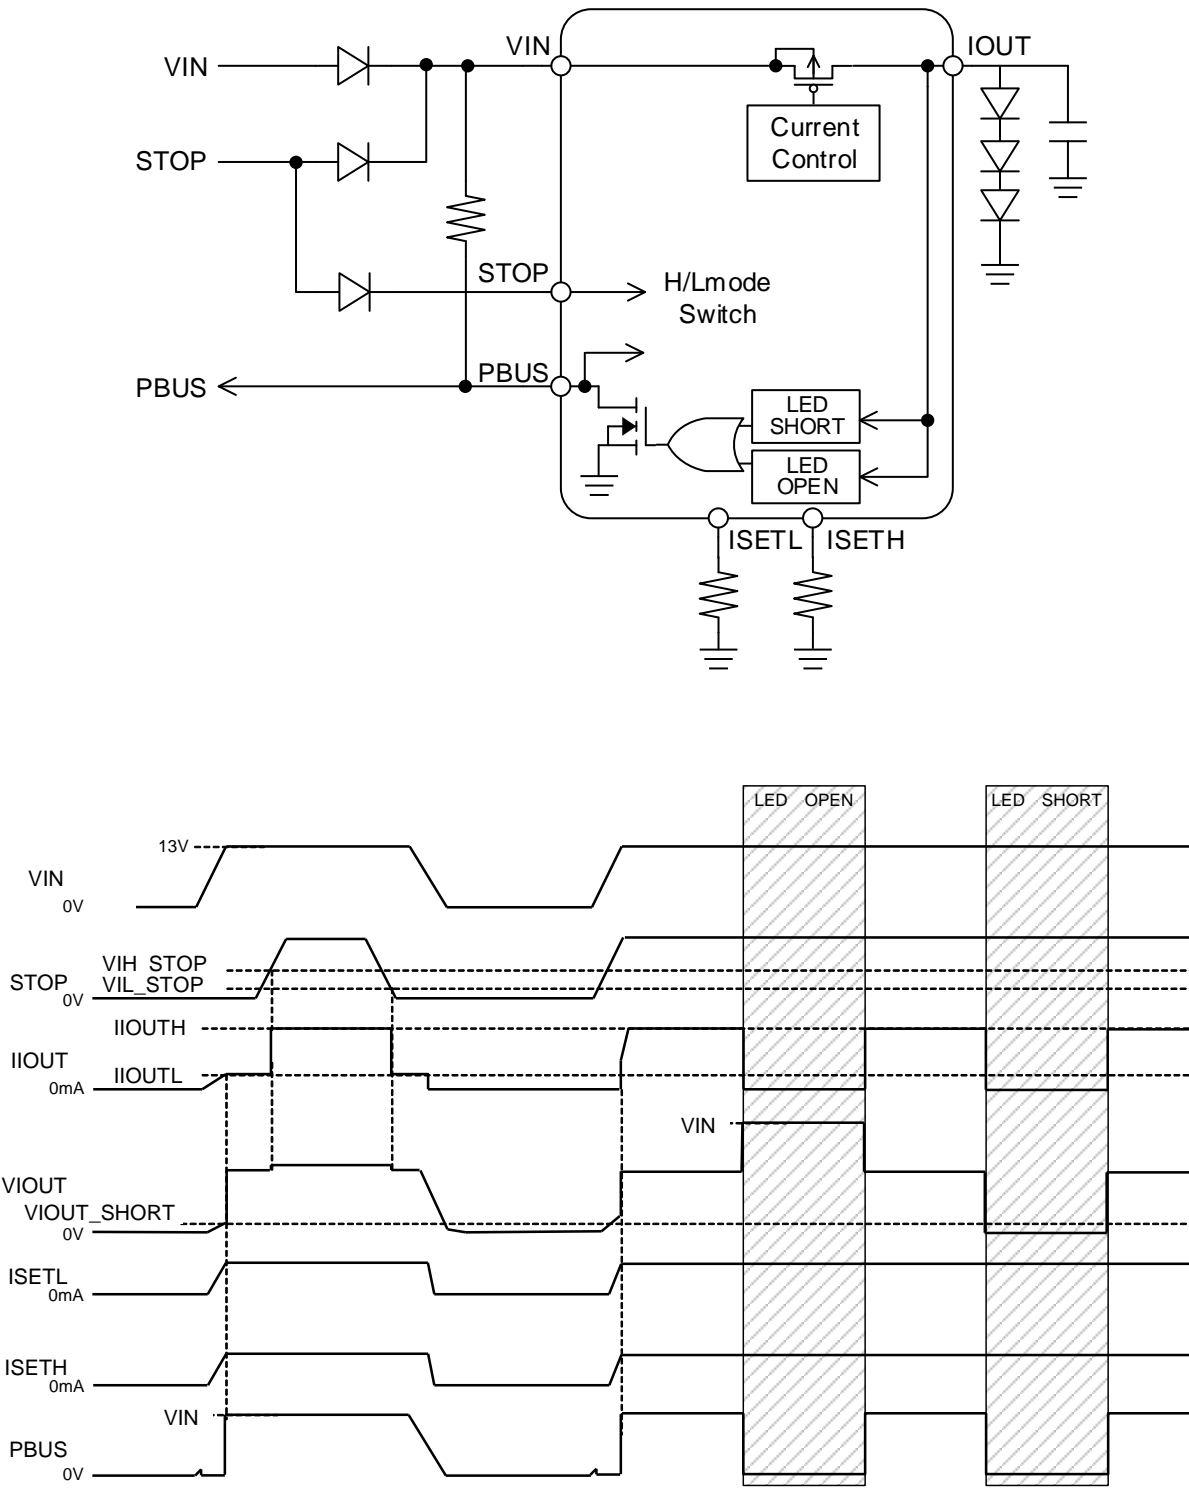 VIN
VIN
IOUT
Current
Control
STOP
STOP
H/Lmode
Switch
PBUS
PBUS
LED
SHORT
LED
OPEN
ISETL
ISETH
LED OPEN
LED SHORT
13V
VIN
0V
VIH STOP
STOP
VIL_STOP
0V
IIOUTH
IIOUT
IIOUTL
0mA
VIN
VIOUT
VIOUT_SHORT
0V
ISETL
0mA
ISETH
0mA
VIN
PBUS
0V